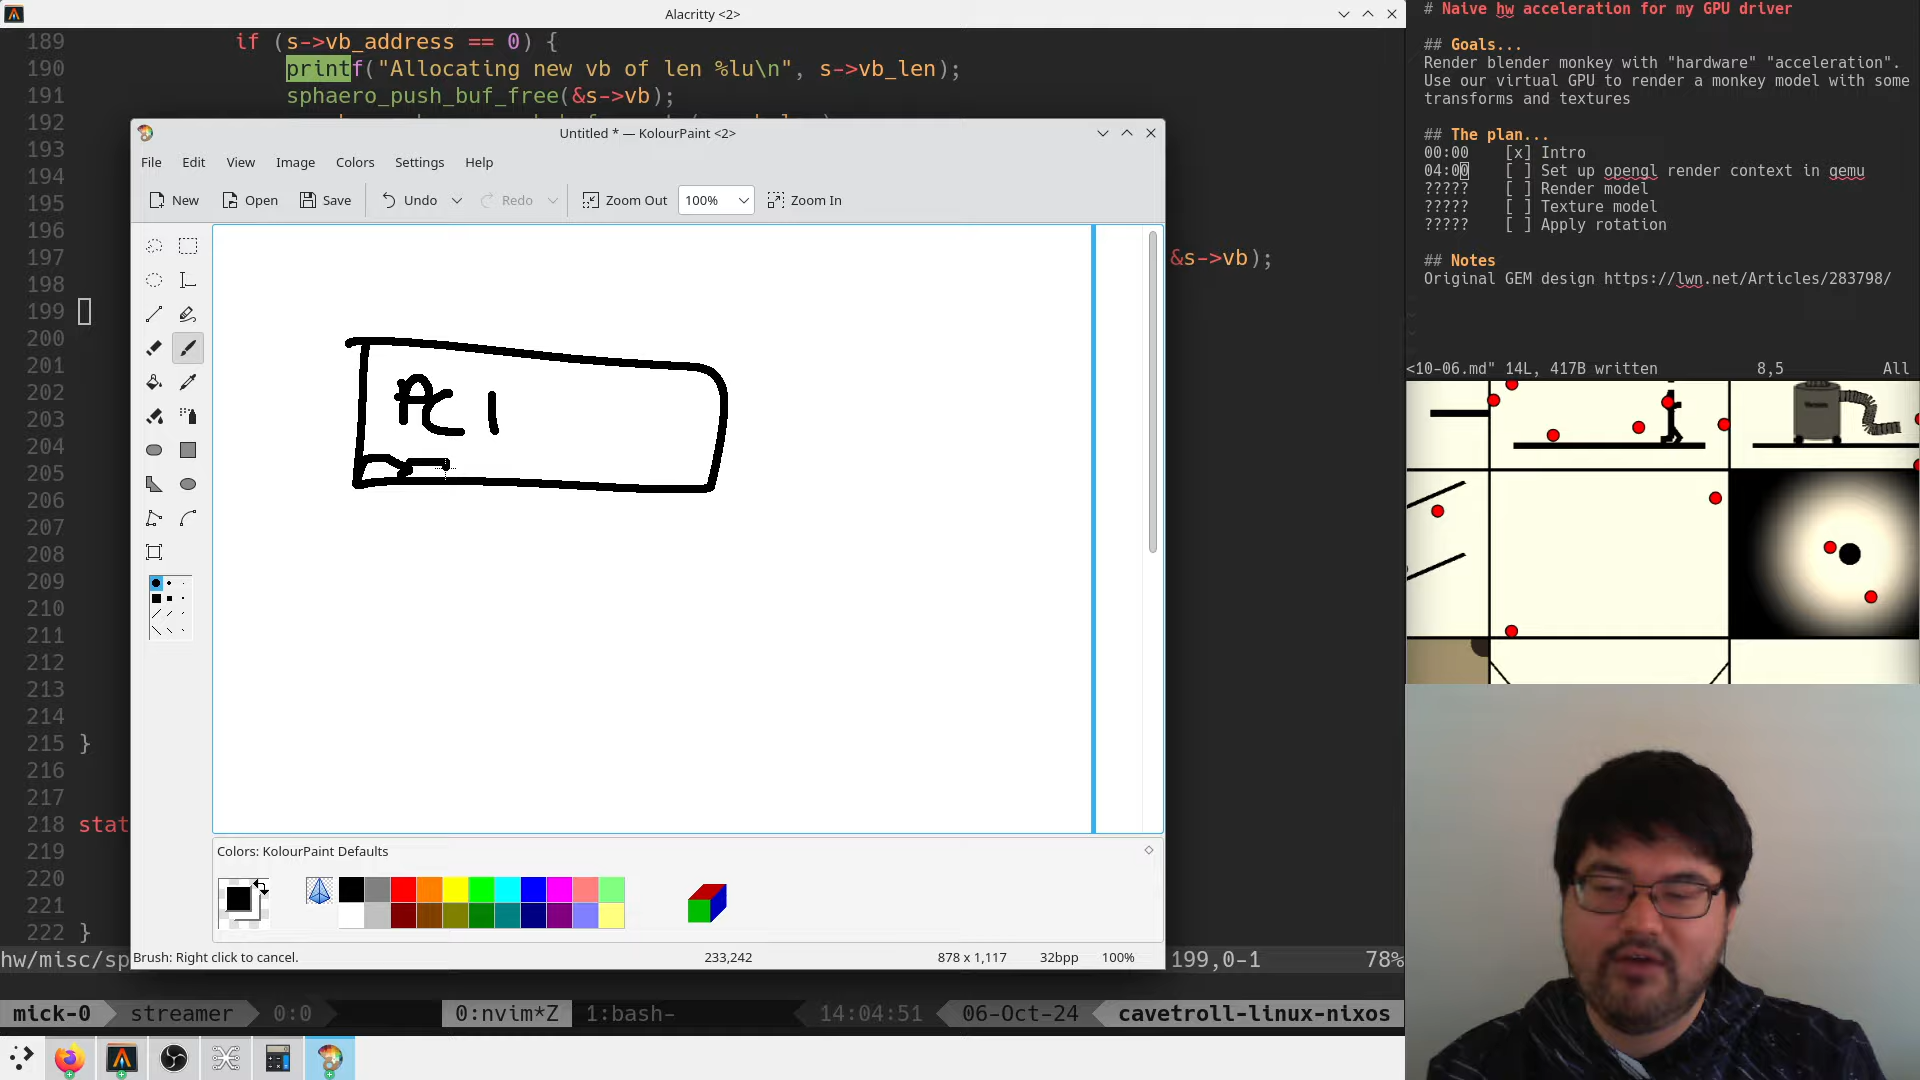 Alacritty <2>
189 if (s->vb_address == 0) {
190 printf("Allocating new vb of len %lu\n", s->vb_len);
191 sphaero_push_buf_free(&s->vb);
192
193
194
195
196
197 &s->vb);
198
199
200
201
202
203
204
205
206
207
208
209
210
211
212
213
214
215 }
216
217
218 stat
219
220
221
222 }
hw/misc/sp 199,0-1 78%
Untitled * — KolourPaint <2>
File Edit View Image Colors Settings Help
New Open Save Undo Redo Zoom Out 100% Zoom In
AC 1
Colors: KolourPaint Defaults
Brush: Right click to cancel. 233,242 878 x 1,117 32bpp 100%
mick-0 streamer 0:0 0:nvim*Z 1:bash- 14:04:51 06-Oct-24 cavetroll-linux-nixos
# Naive hw acceleration for my GPU driver
## Goals...
Render blender monkey with "hardware" "acceleration".
Use our virtual GPU to render a monkey model with some
transforms and textures
## The plan...
00:00 [x] Intro
04:00 [ ] Set up opengl render context in qemu
????? [ ] Render model
????? [ ] Texture model
????? [ ] Apply rotation
## Notes
Original GEM design https://lwn.net/Articles/283798/
<10-06.md" 14L, 417B written 8,5 All